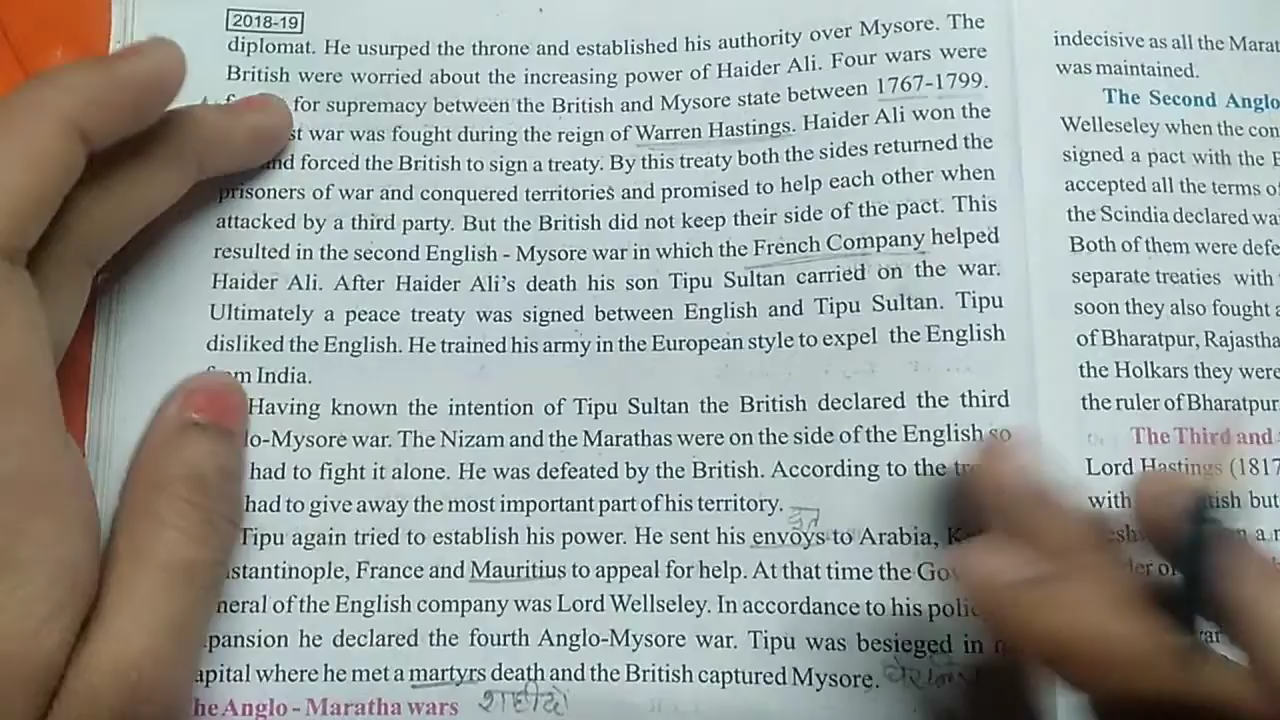 2018-19
diplomat. He usurped the throne and established his authority over Mysore. The
British were worried about the increasing power of Haider Ali. Four wars were
for supremacy between the British and Mysore state between 1767-1799.
war was fought during the reign of Warren Hastings. Haider Ali won the
and forced the British to sign a treaty. By this treaty both the sides returned the
prisoners of war and conquered territories and promised to help each other when
attacked by a third party. But the British did not keep their side of the pact. This
resulted in the second English - Mysore war in which the French Company helped
Haider Ali. After Haider Ali's death his son Tipu Sultan carried on the war.
Ultimately a peace treaty was signed between English and Tipu Sultan. Tipu
disliked the English. He trained his army in the European style to expel the English
India.
Having known the intention of Tipu Sultan the British declared the third
lo-Mysore war. The Nizam and the Marathas were on the side of the English so
had to fight it alone. He was defeated by the British. According to the
had to give away the most important part of his territory.
Tipu again tried to establish his power. He sent his envoys to Arabia,
stantinople, France and Mauritius to appeal for help. At that time the Go
neral of the English company was Lord Wellseley. In accordance to his
pansion he declared the fourth Anglo-Mysore war. Tipu was besieged in
apital where he met a martyrs death and the British captured Mysore.
he Anglo - Maratha wars
indecisive as all the Marat
was maintained.
The Second Anglo
Welleseley when the con
signed a pact with the
accepted all the terms
the Scindia declared wa
Both of them were defe
separate treaties with
soon they also fought
of Bharatpur, Rajastha
the Holkars they were
the ruler of Bharatpur
The Third and
Lord Hastings (1817
with tish but